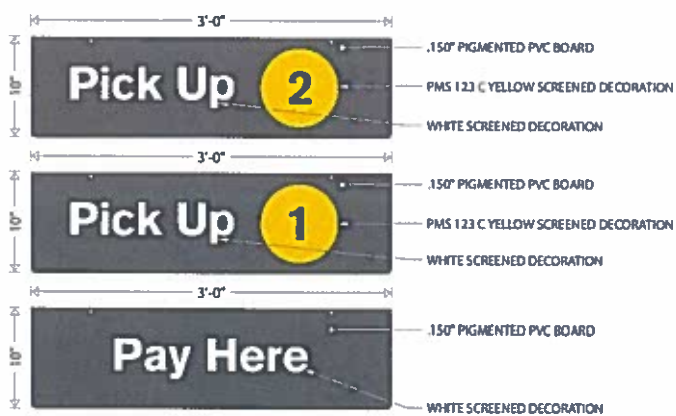 3'-0"
10"
Pick Up 2
.150" PIGMENTED PVC BOARD
PMS 123 C YELLOW SCREENED DECORATION
WHITE SCREENED DECORATION
3'-0"
10"
Pick Up 1
.150" PIGMENTED PVC BOARD
PMS 123 C YELLOW SCREENED DECORATION
WHITE SCREENED DECORATION
3'-0"
10"
Pay Here
.150" PIGMENTED PVC BOARD
WHITE SCREENED DECORATION